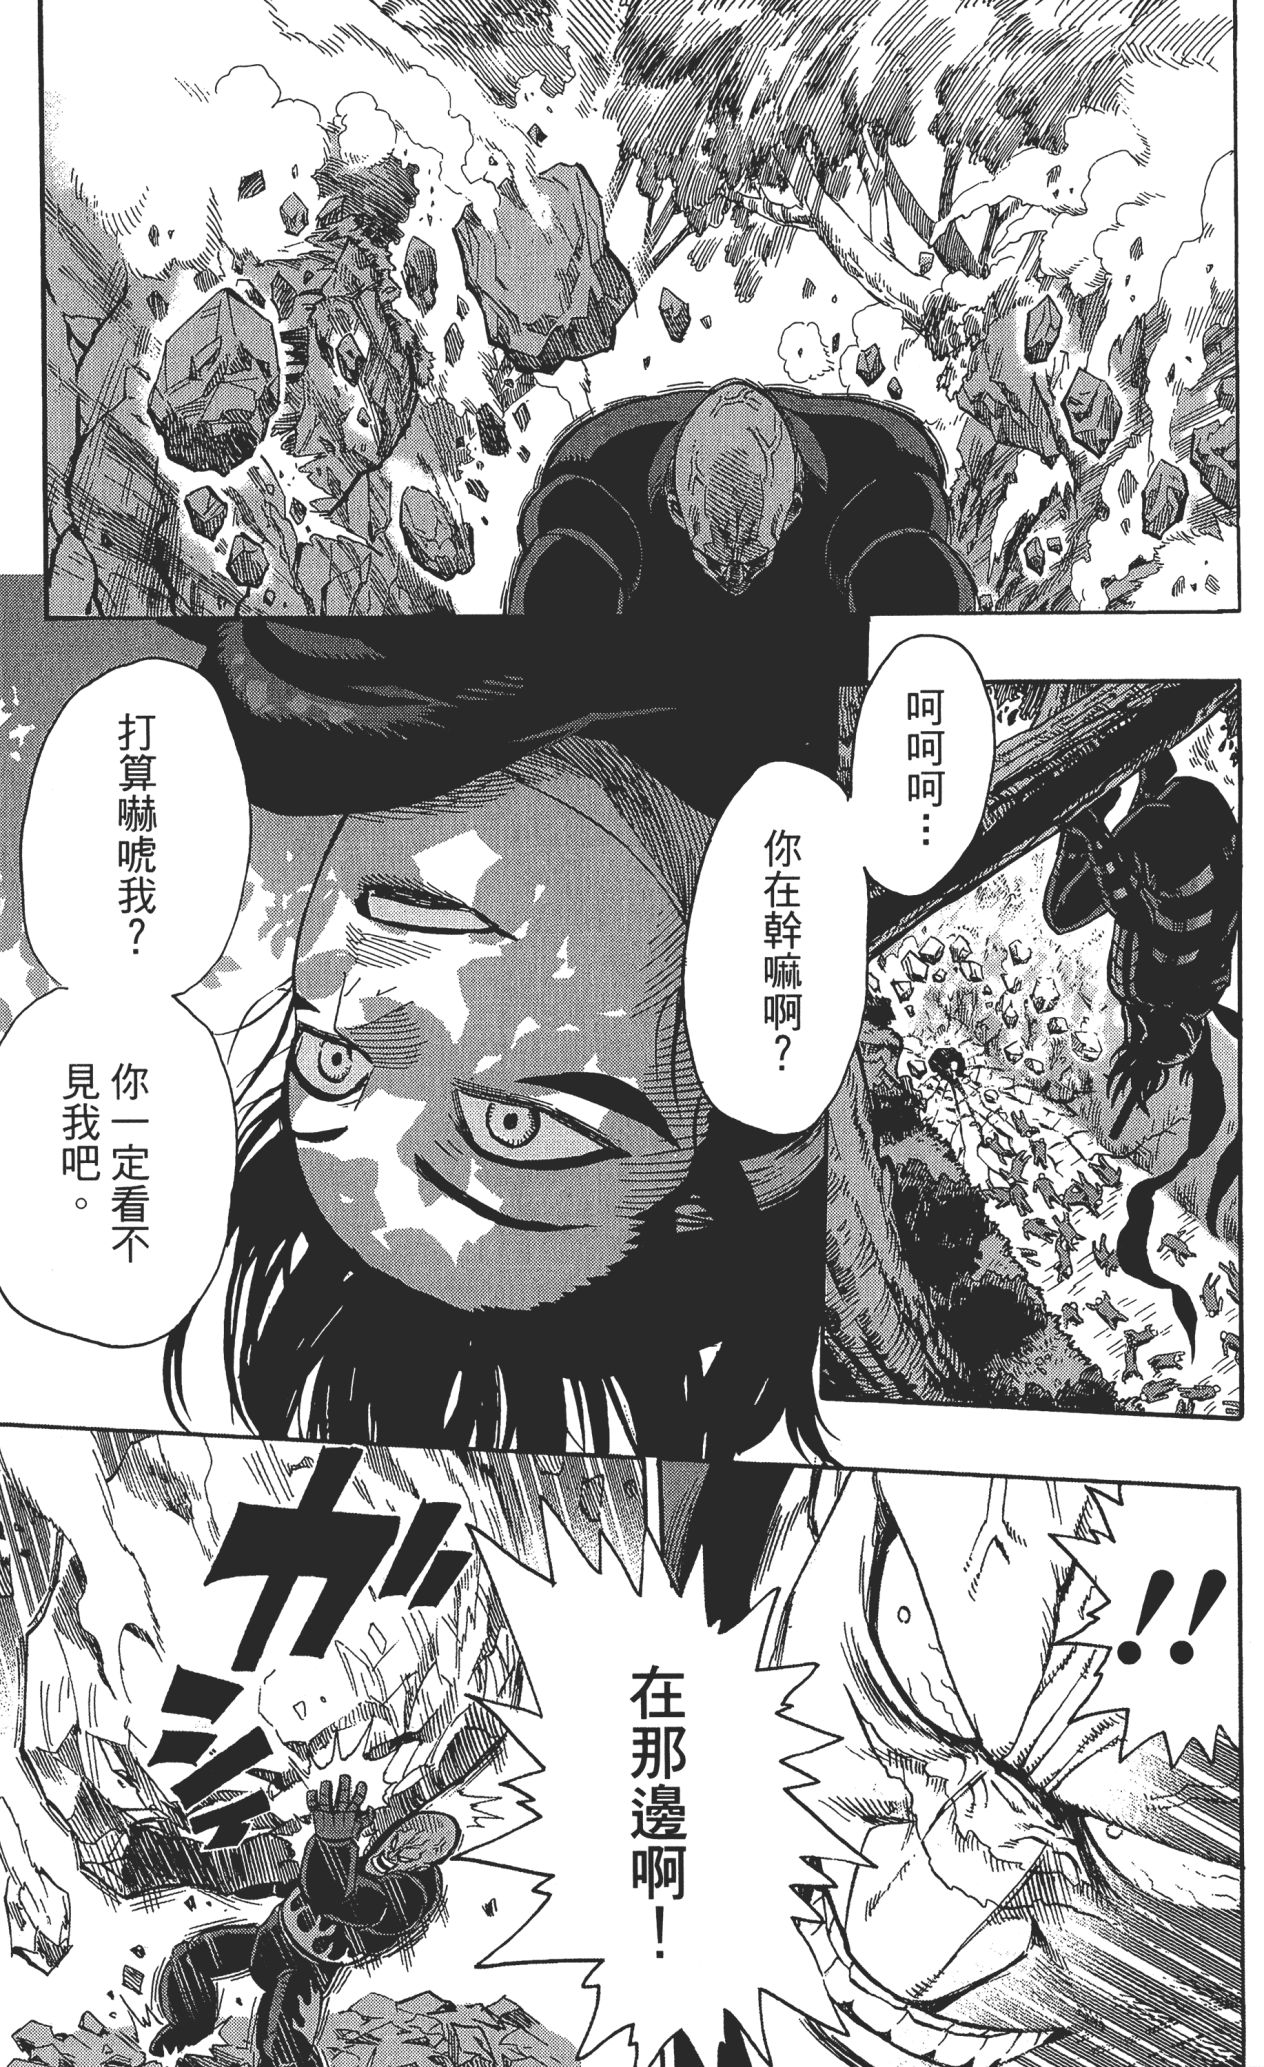 呵呵呵…
你在幹嘛啊？
打算嚇唬我？
你一定看不
見我吧。
!!
在那邊啊！
ガバッ